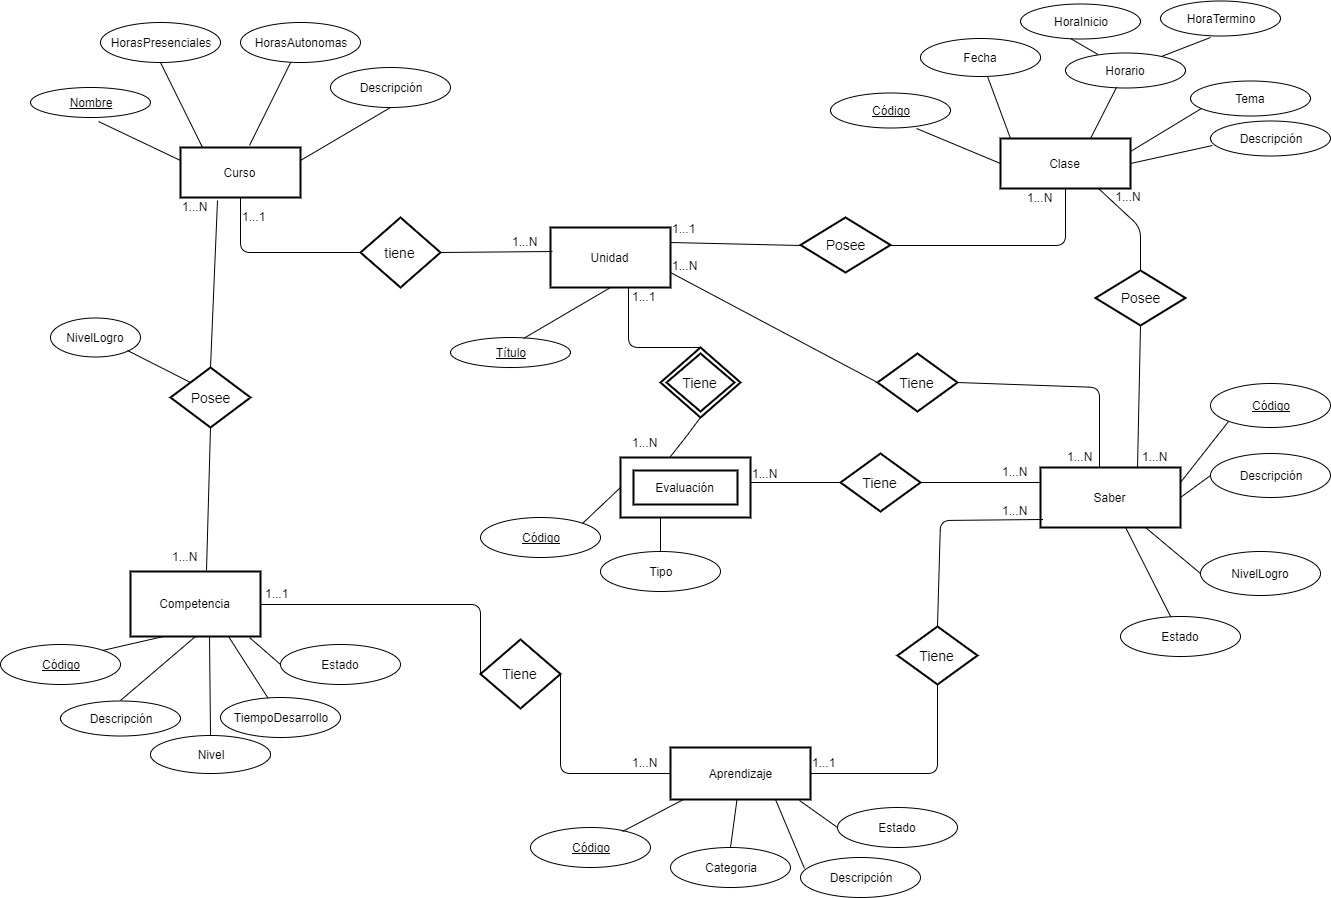 HoraInicio
HoraTermino
HorasPresenciales
HorasAutonomas
Fecha
Horario
Descripción
Nombre
Código
Tema
Descripción
Curso
Clase
1...N
1...1
1...N
1...N
1...N
1...1
tiene
Unidad
Posee
1...N
1...1
Posee
NivelLogro
Título
Tiene
Tiene
Posee
Código
1...N
1...N
1...N
1...N
1...N
Tiene
Evaluación
Descripción
Saber
1...N
Código
1...N
Tipo
NivelLogro
1...1
Competencia
Estado
Tiene
Código
Estado
Tiene
Descripción
TiempoDesarrollo
Nivel
1...N
1...1
Aprendizaje
Estado
Código
Categoria
Descripción